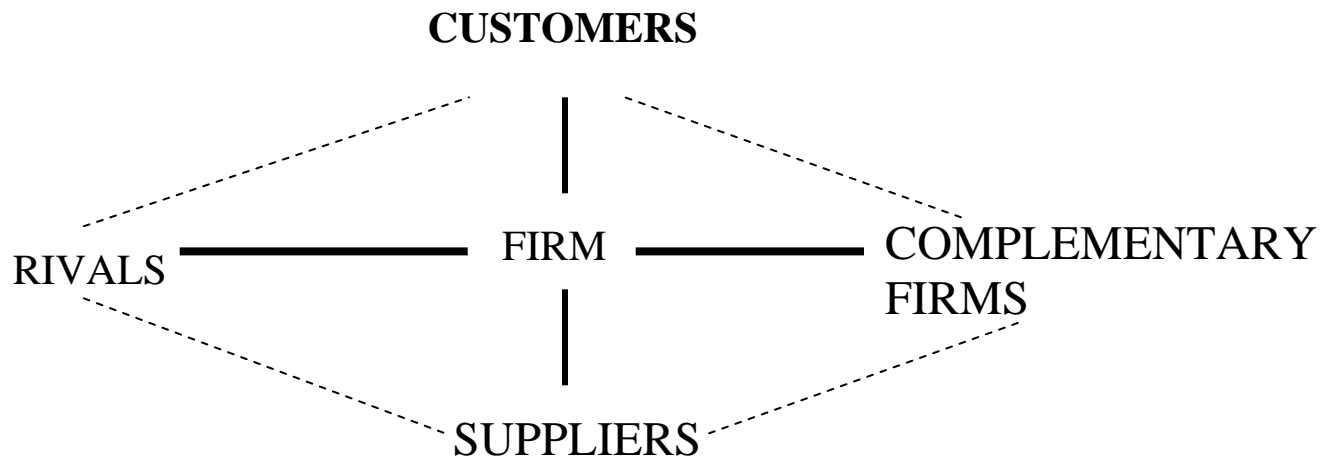 CUSTOMERS
RIVALS
FIRM
COMPLEMENTARY
FIRMS
SUPPLIERS